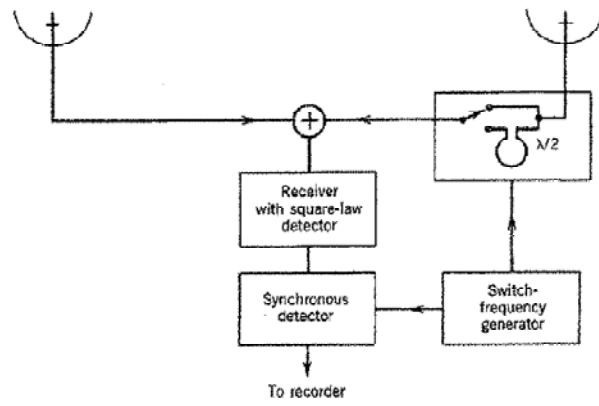 +
λ/2
Receiver
with square-law
detector
Synchronous
detector
Switch-
frequency
generator
To recorder